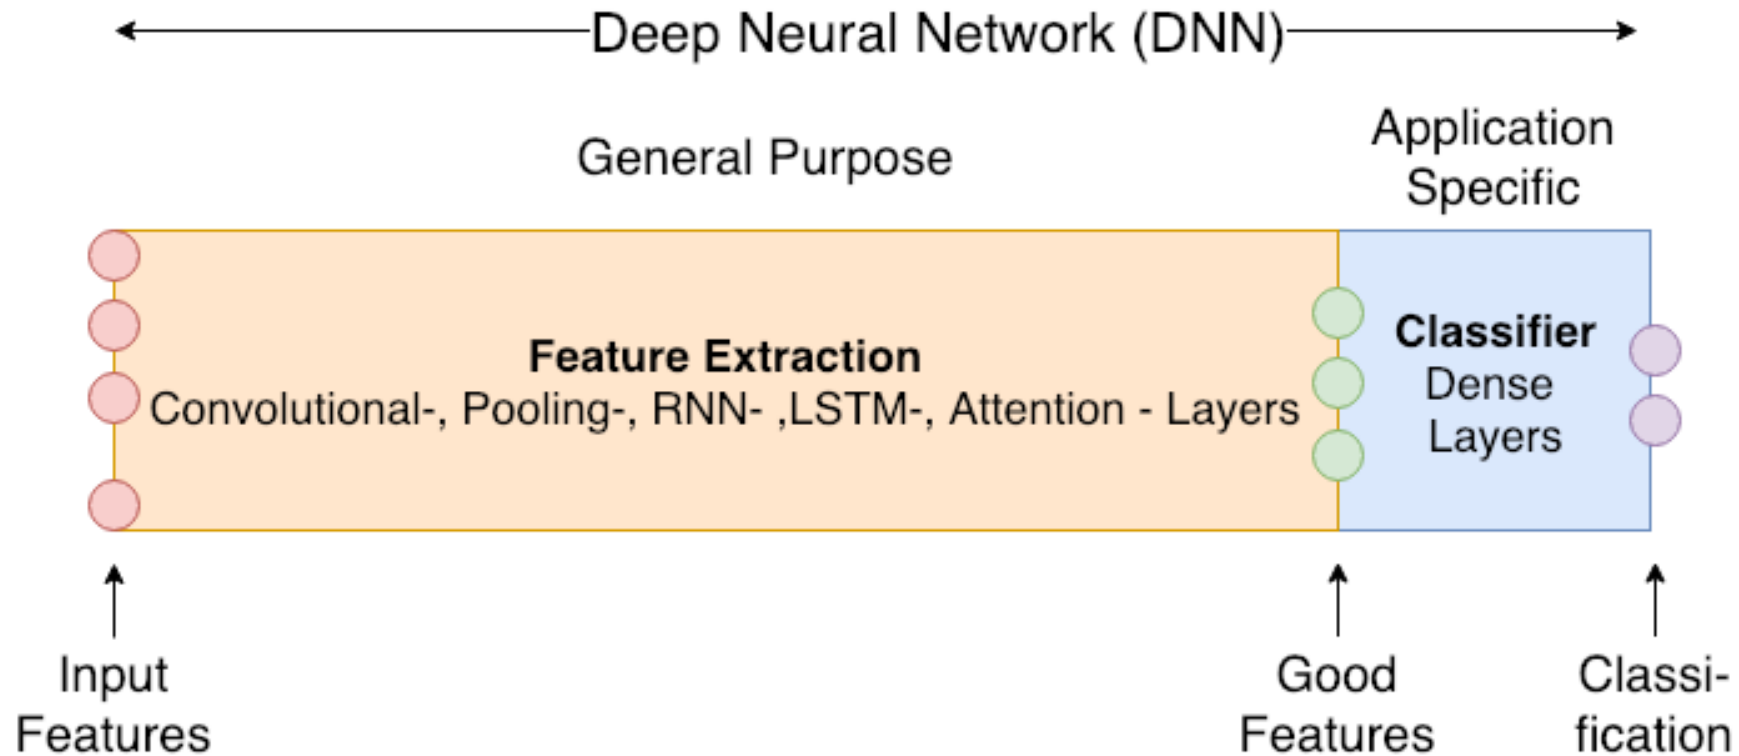 Deep Neural Network (DNN)
General Purpose
Application
Specific
Feature Extraction
Convolutional-, Pooling-, RNN- ,LSTM-, Attention - Layers
Classifier
Dense
Layers
Input
Features
Good
Features
Classi-
fication